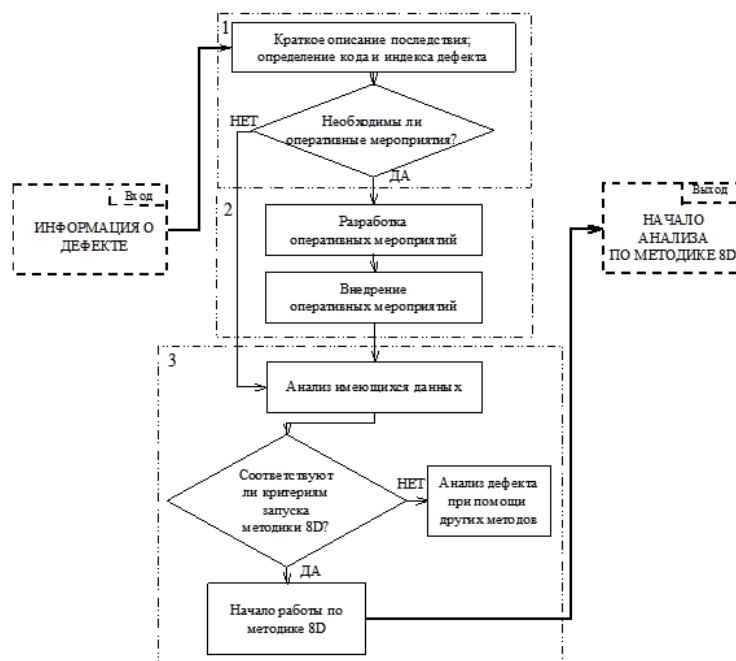 1
Краткое описание последствия;
определение кода и индекса дефекта
НЕТ
Необходимы ли
оперативные мероприятия?
ДА
Вход
ИНФОРМАЦИЯ О
ДЕФЕКТЕ
2
Разработка
оперативных мероприятий
Внедрение
оперативных мероприятий
Выход
НАЧАЛО
АНАЛИЗА
ПО МЕТОДИКЕ 8D
3
Анализ имеющихся данных
Соответствуют
ли критериям
запуска
методики 8D?
НЕТ
Анализ дефекта
при помощи
других методов
ДА
Начало работы по
методике 8D